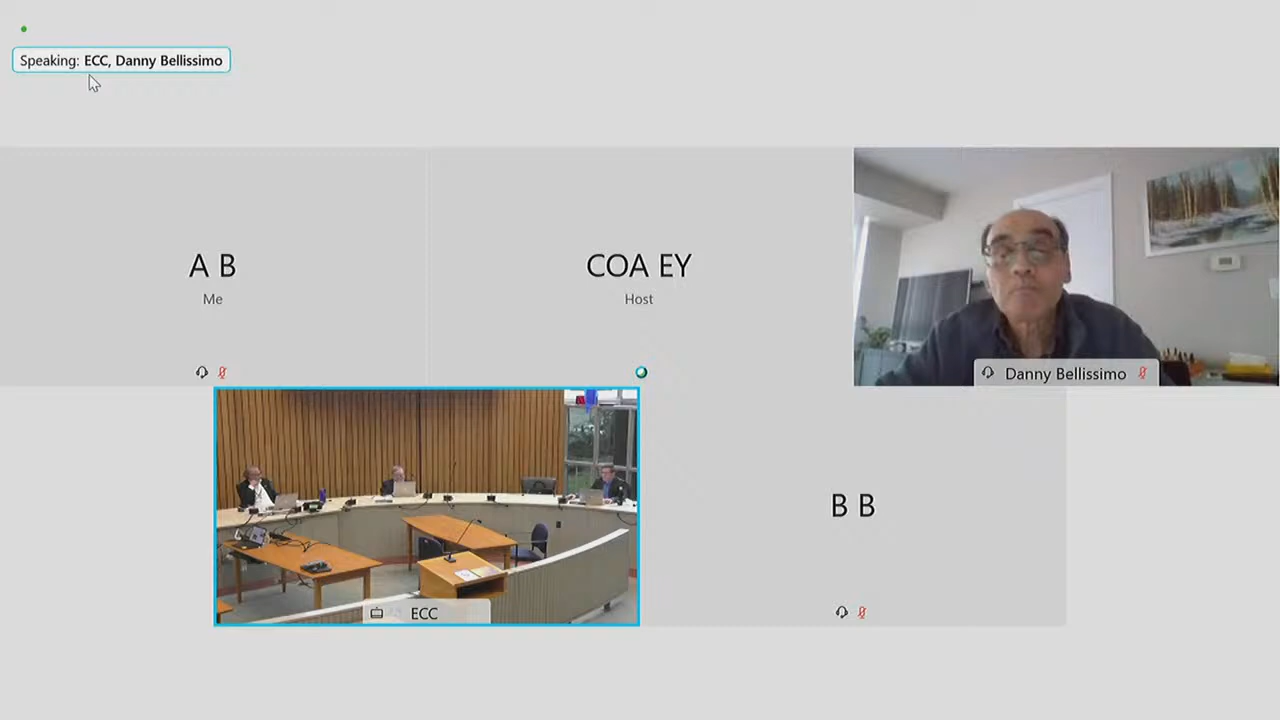 Speaking: ECC, Danny Bellissimo
A B
Me
COA EY
Host
Danny Bellissimo
ECC
B B